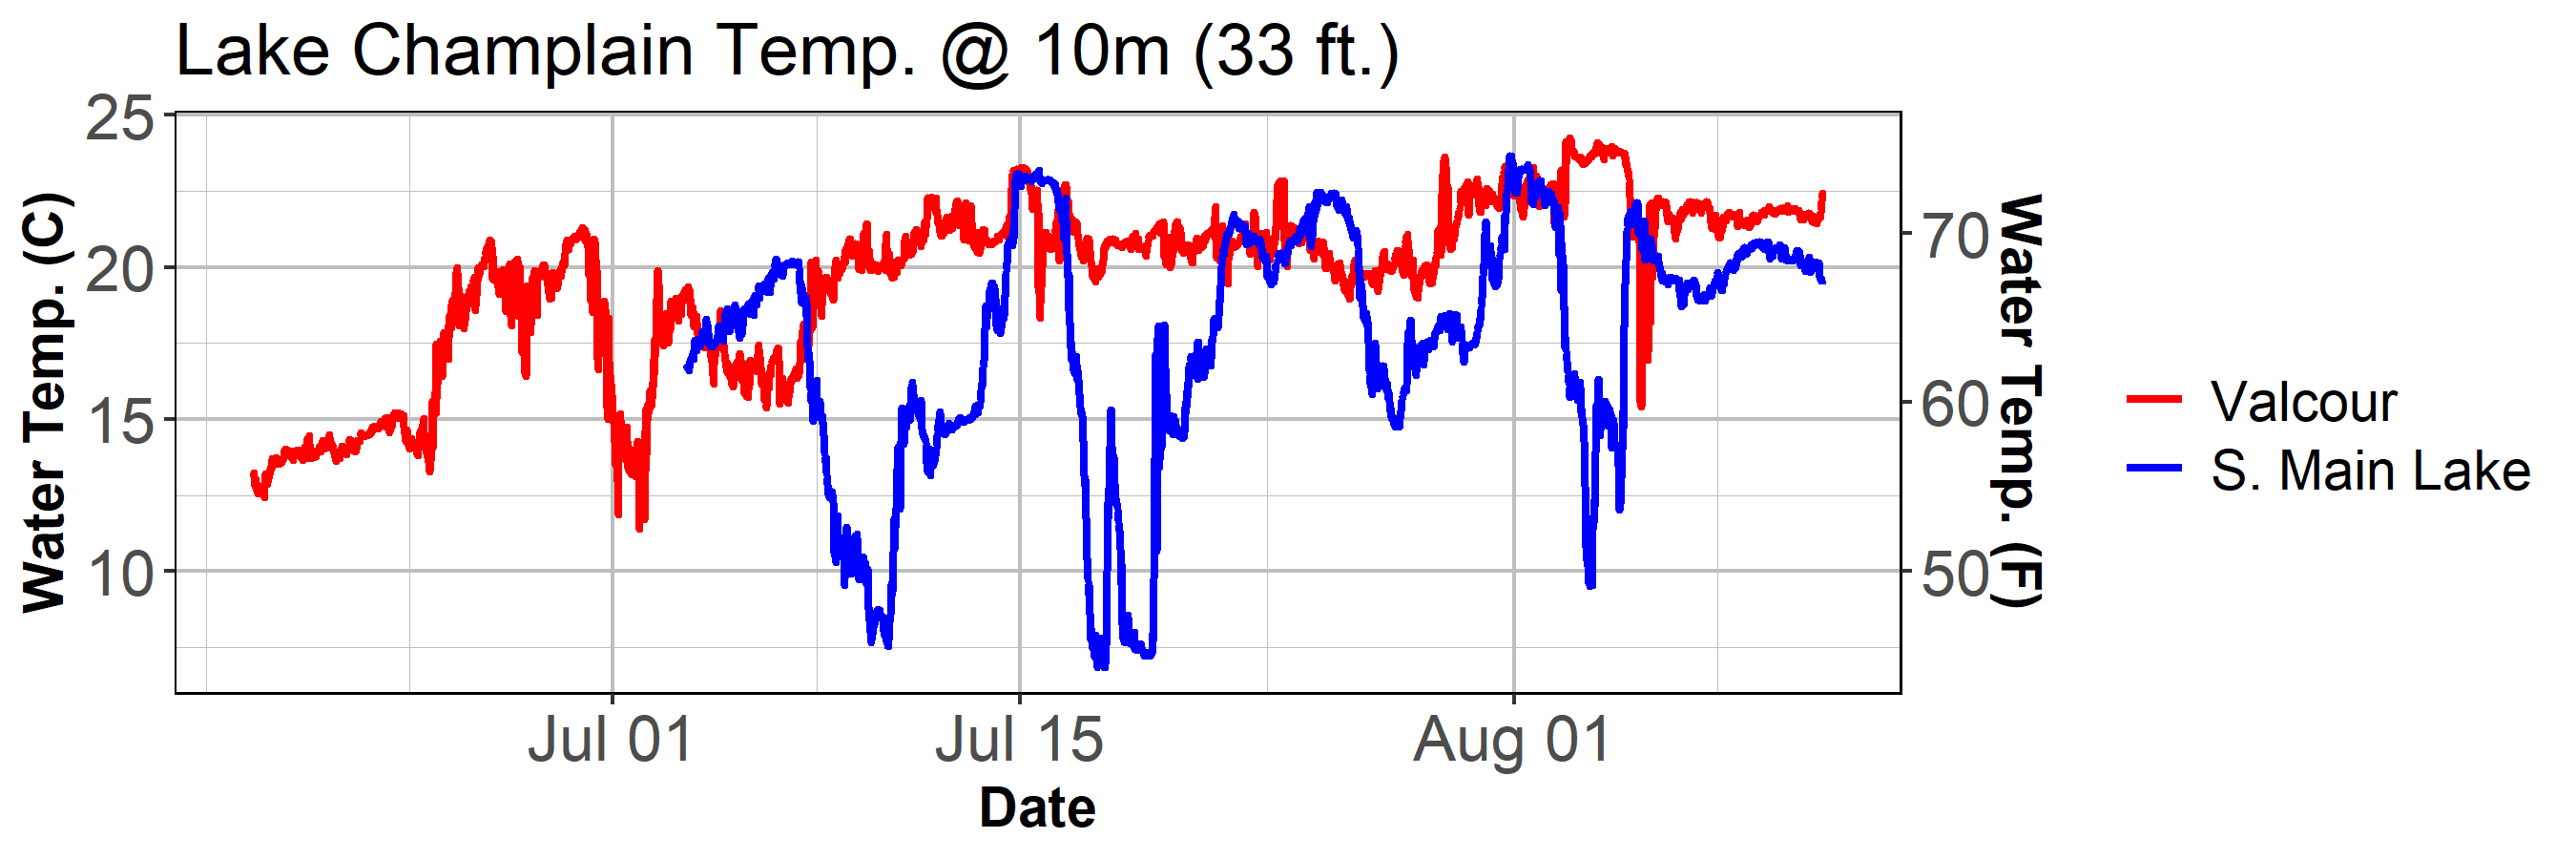 Lake Champlain Temp. @ 10m (33 ft.)
Water Temp. (C)
25
20
15
10
70
60
50
Water Temp. (F)
Jul 01
Jul 15
Aug 01
Date
Valcour
S. Main Lake